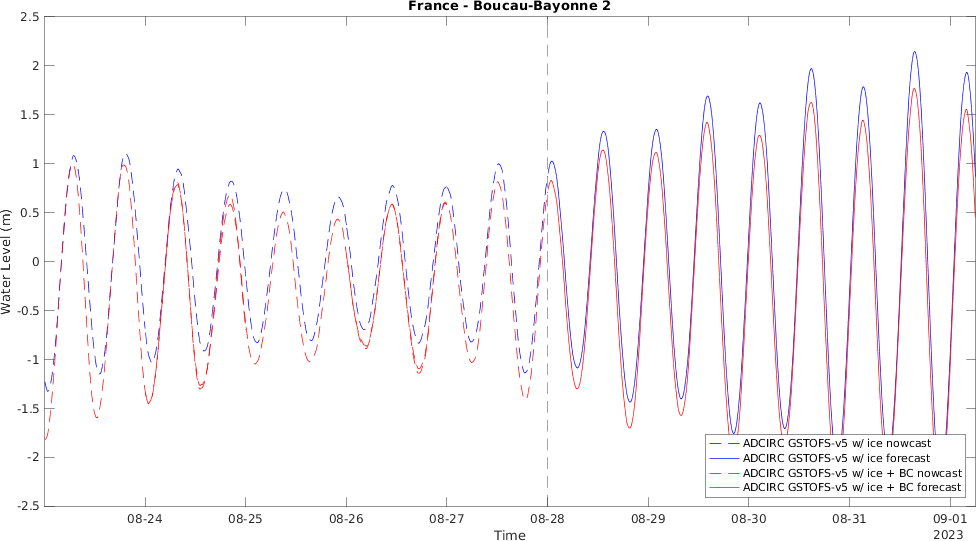 France - Boucau-Bayonne 2
Water Level (m)
2.5
2
1.5
1
0.5
0
-0.5
-1
-1.5
-2
-2.5
ADCIRC GSTOFS-v5 w/ ice nowcast
ADCIRC GSTOFS-v5 w/ ice forecast
ADCIRC GSTOFS-v5 w/ ice + BC nowcast
ADCIRC GSTOFS-v5 w/ ice + BC forecast
08-24 08-25 08-26 08-27 08-28 08-29 08-30 08-31 09-01
2023
Time